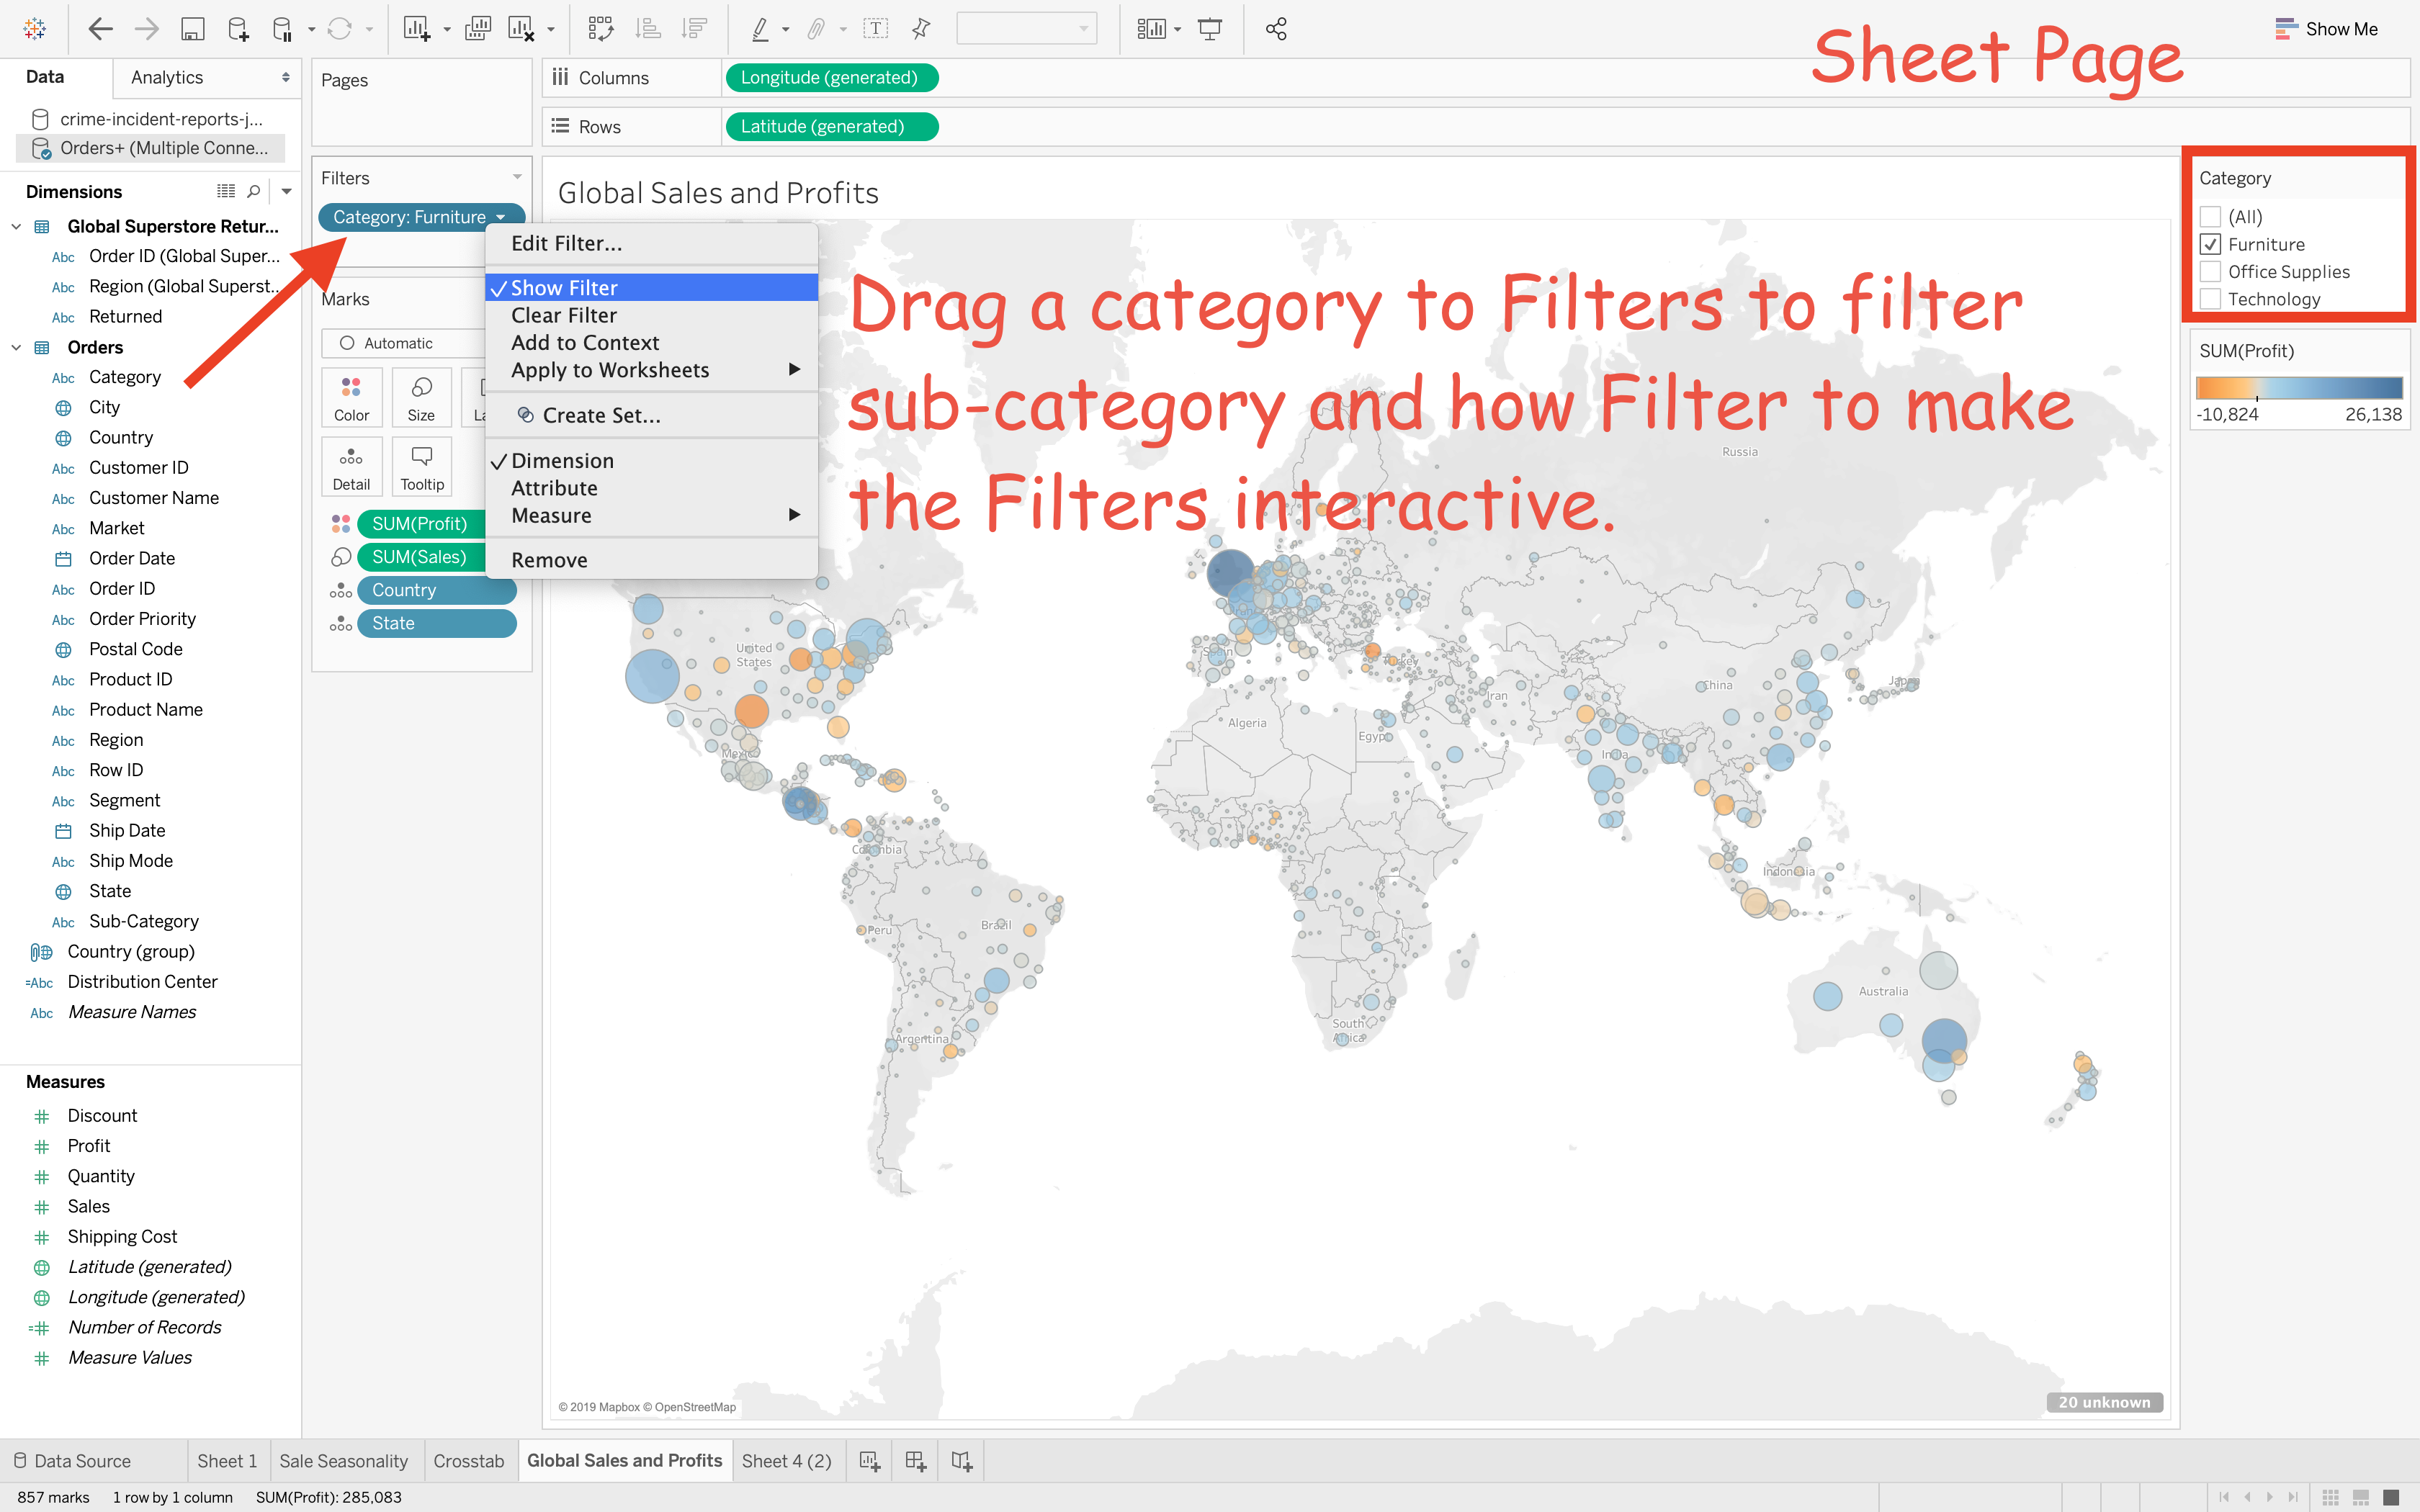 Sheet Page
Show Me
Data
Analytics
Pages
Columns
Longitude (generated)
Rows
Latitude (generated)
crime-incident-reports-j...
Orders+ (Multiple Conne...
Dimensions
Global Superstore Retur...
Abc Order ID (Global Super...
Abc Region (Global Superst...
Abc Returned
Orders
Abc Category
City
Country
Abc Customer ID
Abc Customer Name
Abc Market
Order Date
Abc Order ID
Abc Order Priority
Postal Code
Abc Product ID
Abc Product Name
Abc Region
Abc Row ID
Abc Segment
Ship Date
Abc Ship Mode
State
Abc Sub-Category
Country (group)
=Abc Distribution Center
Abc Measure Names
Measures
# Discount
# Profit
# Quantity
# Sales
# Shipping Cost
Latitude (generated)
Longitude (generated)
=# Number of Records
# Measure Values
Filters
Category: Furniture
Marks
Automatic
Color
Size
La
Detail
Tooltip
SUM(Profit)
SUM(Sales)
Country
State
Edit Filter...
✓ Show Filter
Clear Filter
Add to Context
Apply to Worksheets
Create Set...
✓ Dimension
Attribute
Measure
Remove
Global Sales and Profits
Drag a category to Filters to filter
sub-category and how Filter to make
the Filters interactive.
Russia
United
States
Spain
Turkey
Iran
China
Japan
Algeria
Egypt
India
Mexico
Colombia
Indonesia
Peru
Brazil
Australia
South
Africa
Argentina
© 2019 Mapbox © OpenStreetMap
20 unknown
Category
(All)
Furniture
Office Supplies
Technology
SUM(Profit)
-10,824
26,138
Data Source
Sheet 1
Sale Seasonality
Crosstab
Global Sales and Profits
Sheet 4 (2)
857 marks
1 row by 1 column
SUM(Profit): 285,083